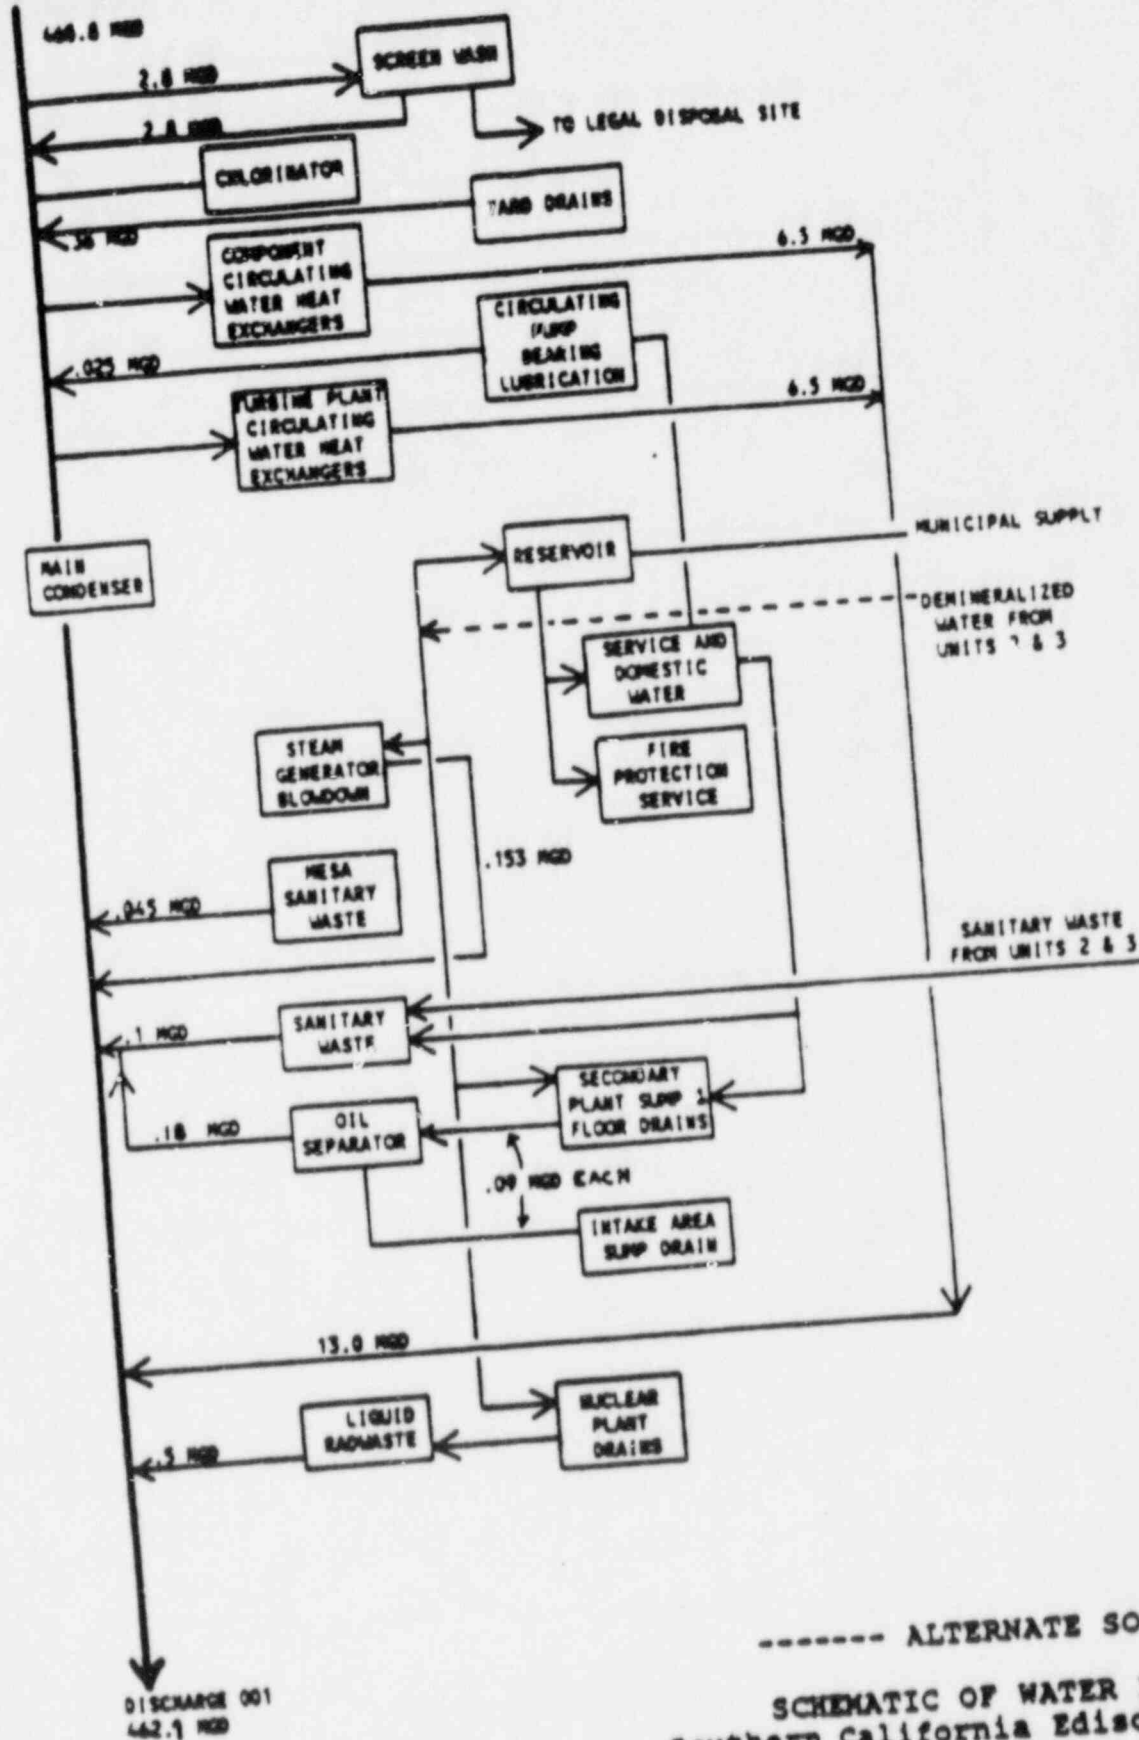 460.8 MGD
2.8 MGD
SCREEN WASH
2.8 MGD
TO LEGAL DISPOSAL SITE
CHLORINATOR
YARD DRAINS
.36 MGD
COMPONENT
CIRCULATING
WATER HEAT
EXCHANGERS
6.5 MGD
CIRCULATING
PUMP
BEARING
LUBRICATION
.025 MGD
TURBINE PLANT
CIRCULATING
WATER HEAT
EXCHANGERS
6.5 MGD
MAIN
CONDENSER
RESERVOIR
MUNICIPAL SUPPLY
DEMINERALIZED
WATER FROM
UNITS & 3
SERVICE AND
DOMESTIC
WATER
STEAM
GENERATOR
BLOWDOWN
FIRE
PROTECTION
SERVICE
.153 MGD
MESA
SANITARY
WASTE
.045 MGD
SANITARY WASTE
FROM UNITS 2 & 3
SANITARY
WASTE
.1 MGD
SECONDARY
PLANT SUMP
FLOOR DRAINS
OIL
SEPARATOR
.18 MGD
.09 MGD EACH
INTAKE AREA
SUMP DRAIN
13.0 MGD
NUCLEAR
PLANT
DRAINS
LIQUID
RADWASTE
.5 MGD
DISCHARGE 001
462.1 MGD
------- ALTERNATE SO
SCHEMATIC OF WATER
Southern California Edis